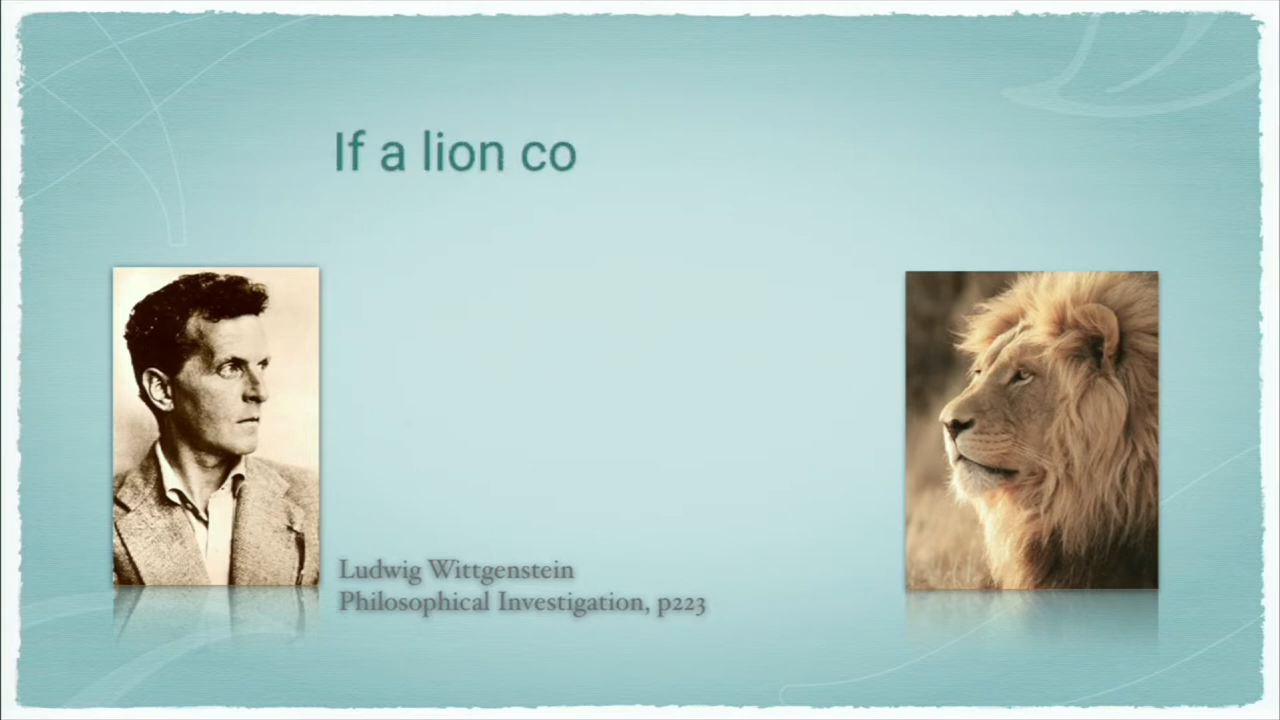 If a lion co
Ludwig Wittgenstein
Philosophical Investigation, p223